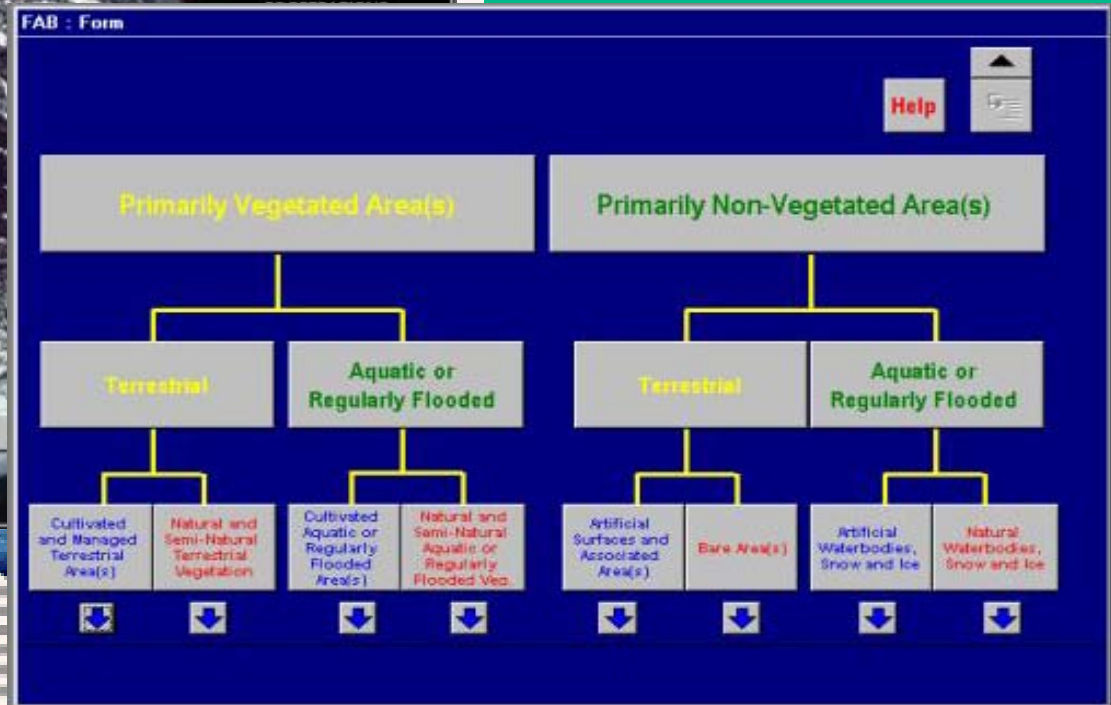 FAB : Form
Help
Primarily Vegetated Area(s)
Primarily Non-Vegetated Area(s)
Terrestrial
Aquatic or
Regularly Flooded
Terrestrial
Aquatic or
Regularly Flooded
Cultivated
and Managed
Terrestrial
Area(s)
Natural and
Semi-Natural
Terrestrial
Vegetation
Cultivated
Aquatic or
Regularly
Flooded
Area(s)
Natural and
Semi-Natural
Aquatic or
Regularly
Flooded Veg.
Artificial
Surfaces and
Associated
Area(s)
Bare Area(s)
Artificial
Waterbodies,
Snow and Ice
Natural
Waterbodies,
Snow and Ice